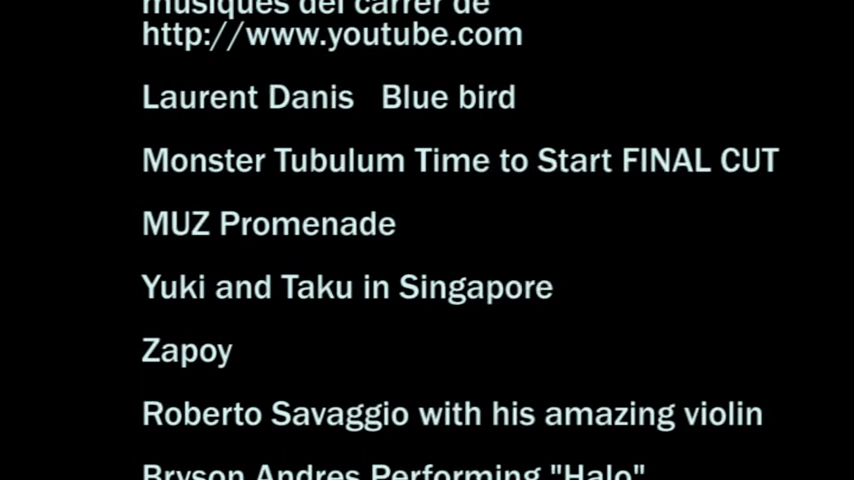 musiques del carrer de
http://www.youtube.com
Laurent Danis   Blue bird
Monster Tubulum Time to Start FINAL CUT
MUZ Promenade
Yuki and Taku in Singapore
Zapoy
Roberto Savaggio with his amazing violin
Bryson Andres Performing "Halo"